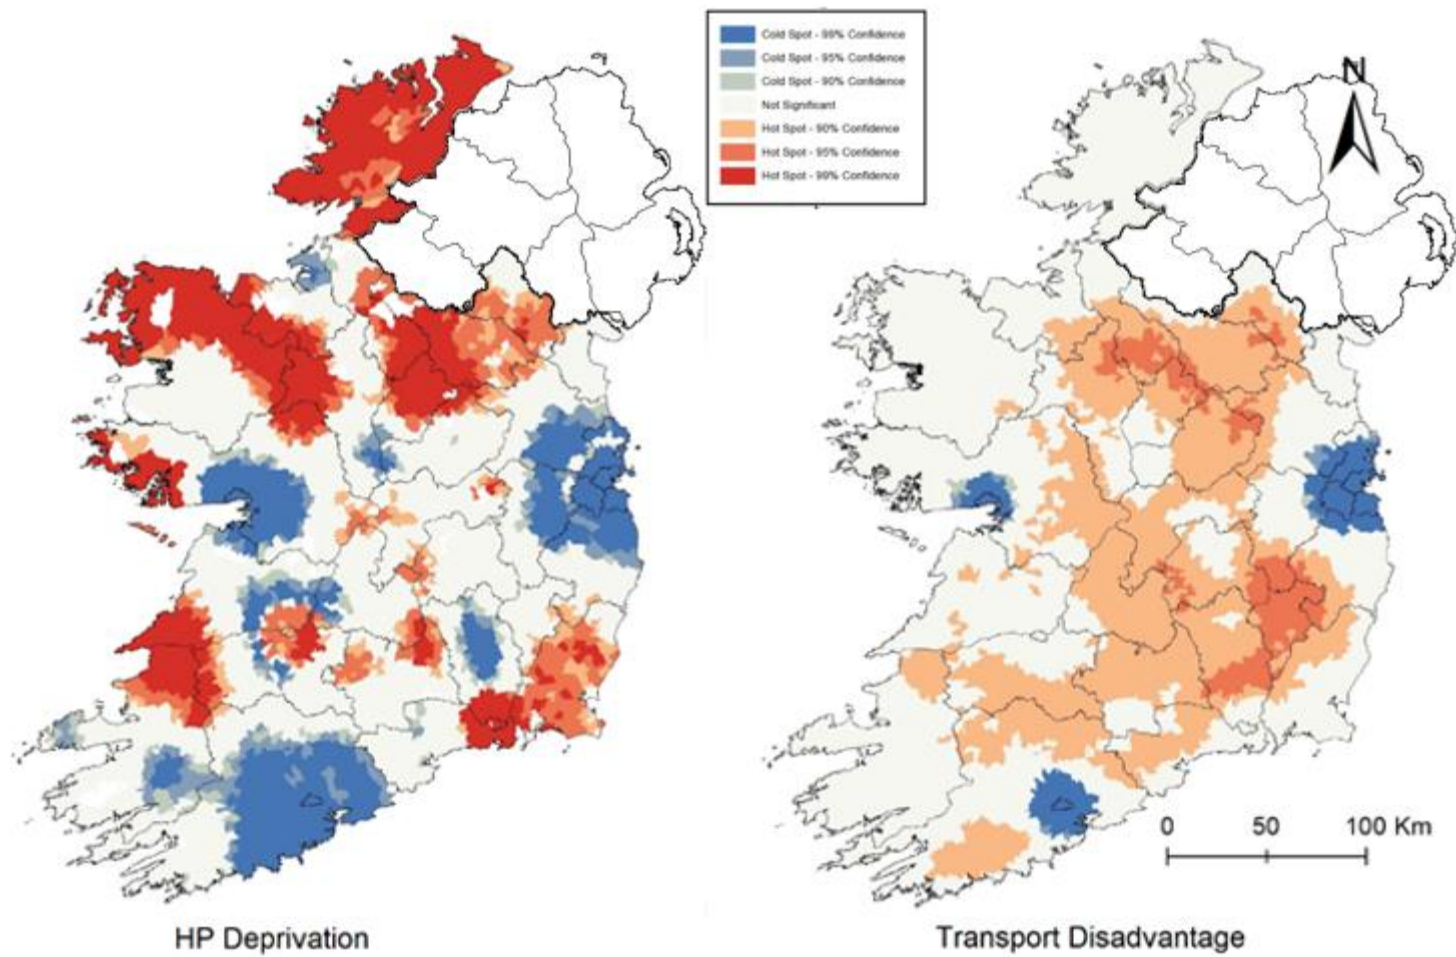 Cold Spot - 99% Confidence
Cold Spot - 95% Confidence
Cold Spot - 90% Confidence
Not Significant
Hot Spot - 90% Confidence
Hot Spot - 95% Confidence
Hot Spot - 99% Confidence
N
0 50 100 Km
HP Deprivation
Transport Disadvantage